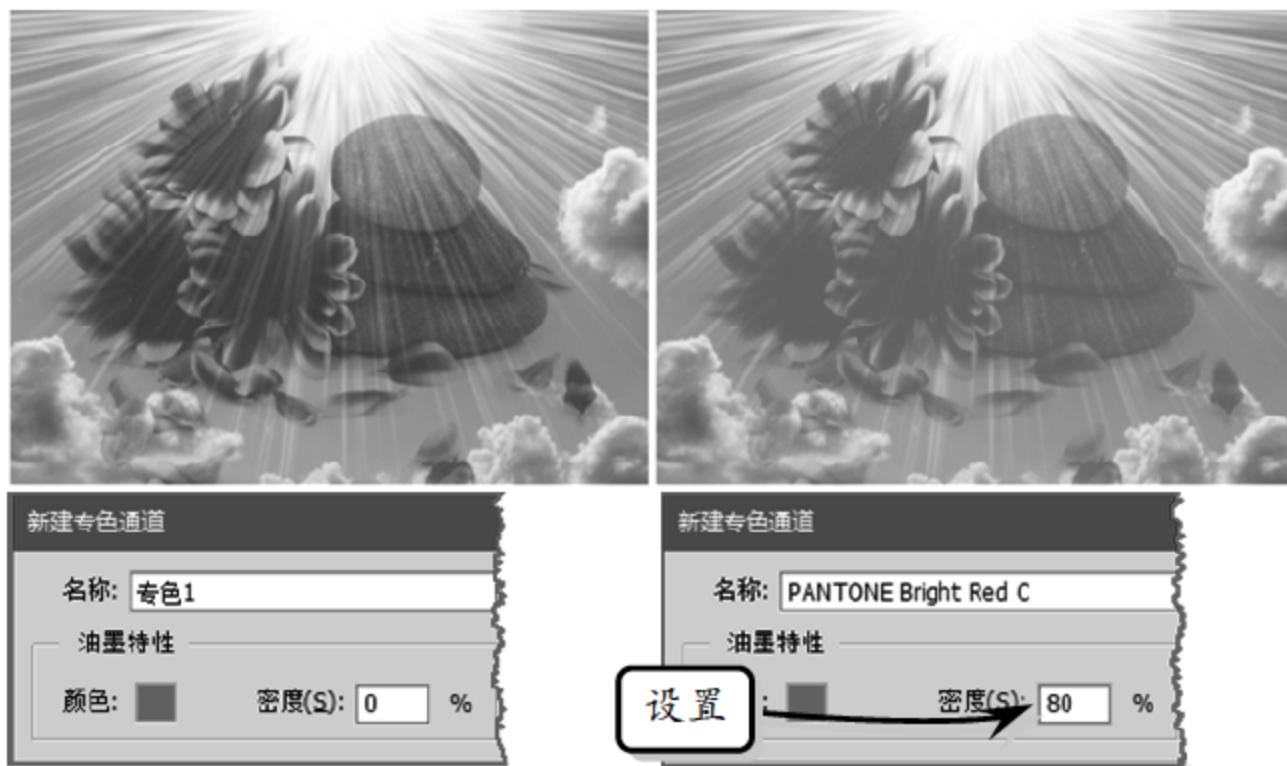 新建专色通道
名称: 专色1
油墨特性
颜色: 密度(S): 0 %
新建专色通道
名称: PANTONE Bright Red C
油墨特性
设置 : 密度(S): 80 %